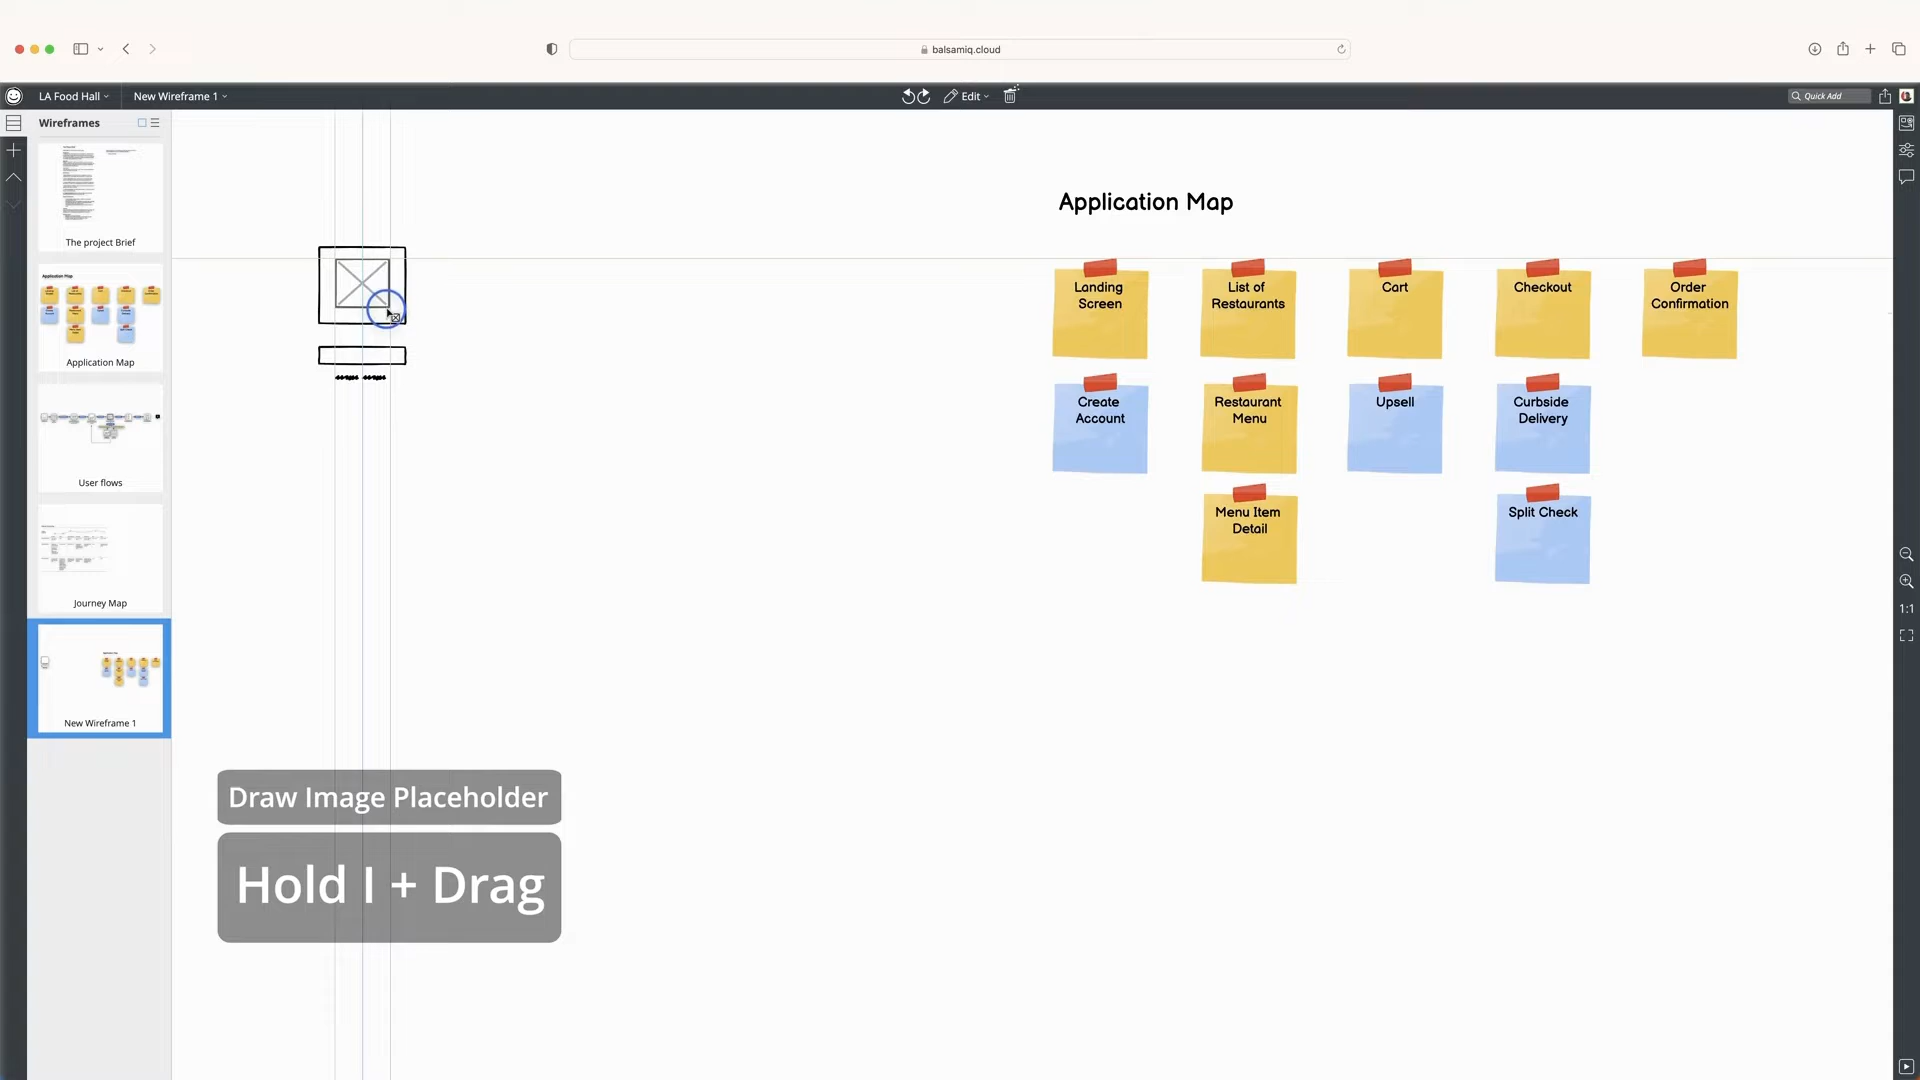 balsamiq.cloud
LA Food Hall
New Wireframe 1
Edit
Quick Add
Wireframes
The project Brief
Application Map
Application Map
User flows
Journey Map
New Wireframe 1
Application Map
Landing
Screen
List of
Restaurants
Cart
Checkout
Order
Confirmation
Create
Account
Restaurant
Menu
Upsell
Curbside
Delivery
Menu Item
Detail
Split Check
1:1
Draw Image Placeholder
Hold I + Drag